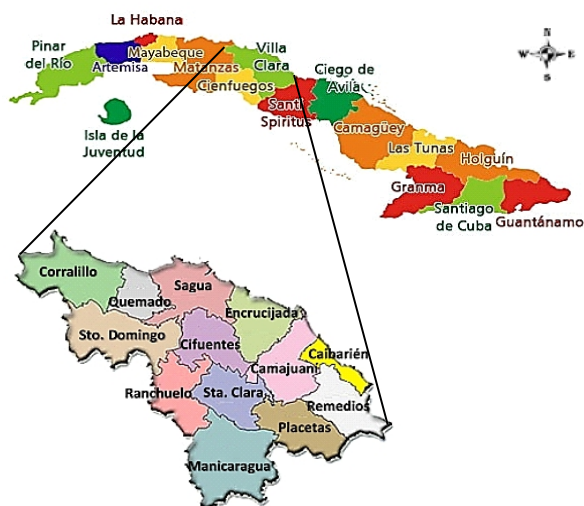 La Habana
Pinar
del Río
Artemisa
Mayabeque
Matanzas
Villa
Clara
Cienfuegos
Ciego de
Avila
Sancti
Spiritus
Isla de la
Juventud
Camagüey
Las Tunas
Holguín
Granma
Santiago
de Cuba
Guantánamo
N
W
E
S
Corralillo
Quemado
Sagua
Encrucijada
Sto. Domingo
Cifuentes
Caibarién
Camajuaní
Ranchuelo
Sta. Clara
Remedios
Placetas
Manicaragua